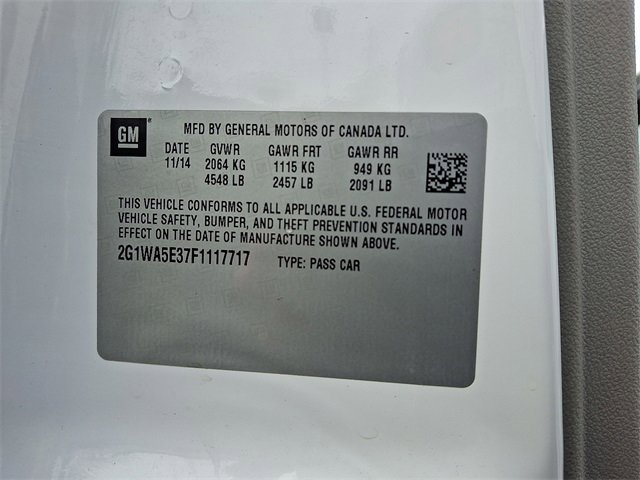 GM ® MFD BY GENERAL MOTORS OF CANADA LTD.
DATE GVWR GAWR FRT GAWR RR
11/14 2064 KG 1115 KG 949 KG
4548 LB 2457 LB 2091 LB
THIS VEHICLE CONFORMS TO ALL APPLICABLE U.S. FEDERAL MOTOR
VEHICLE SAFETY, BUMPER, AND THEFT PREVENTION STANDARDS IN
EFFECT ON THE DATE OF MANUFACTURE SHOWN ABOVE.
2G1WA5E37F1117717 TYPE: PASS CAR